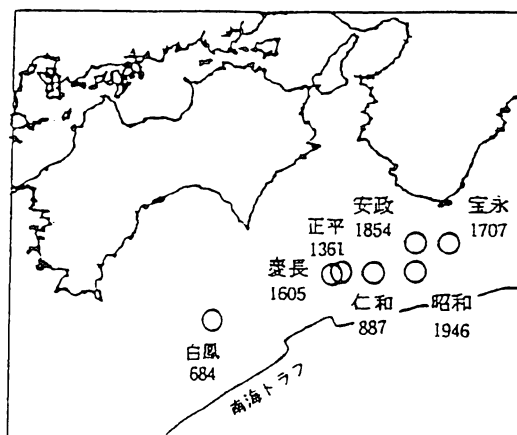 安政
1854
宝永
1707
正平
1361
慶長
1605
仁和
887
昭和
1946
白鳳
684
南海トラフ